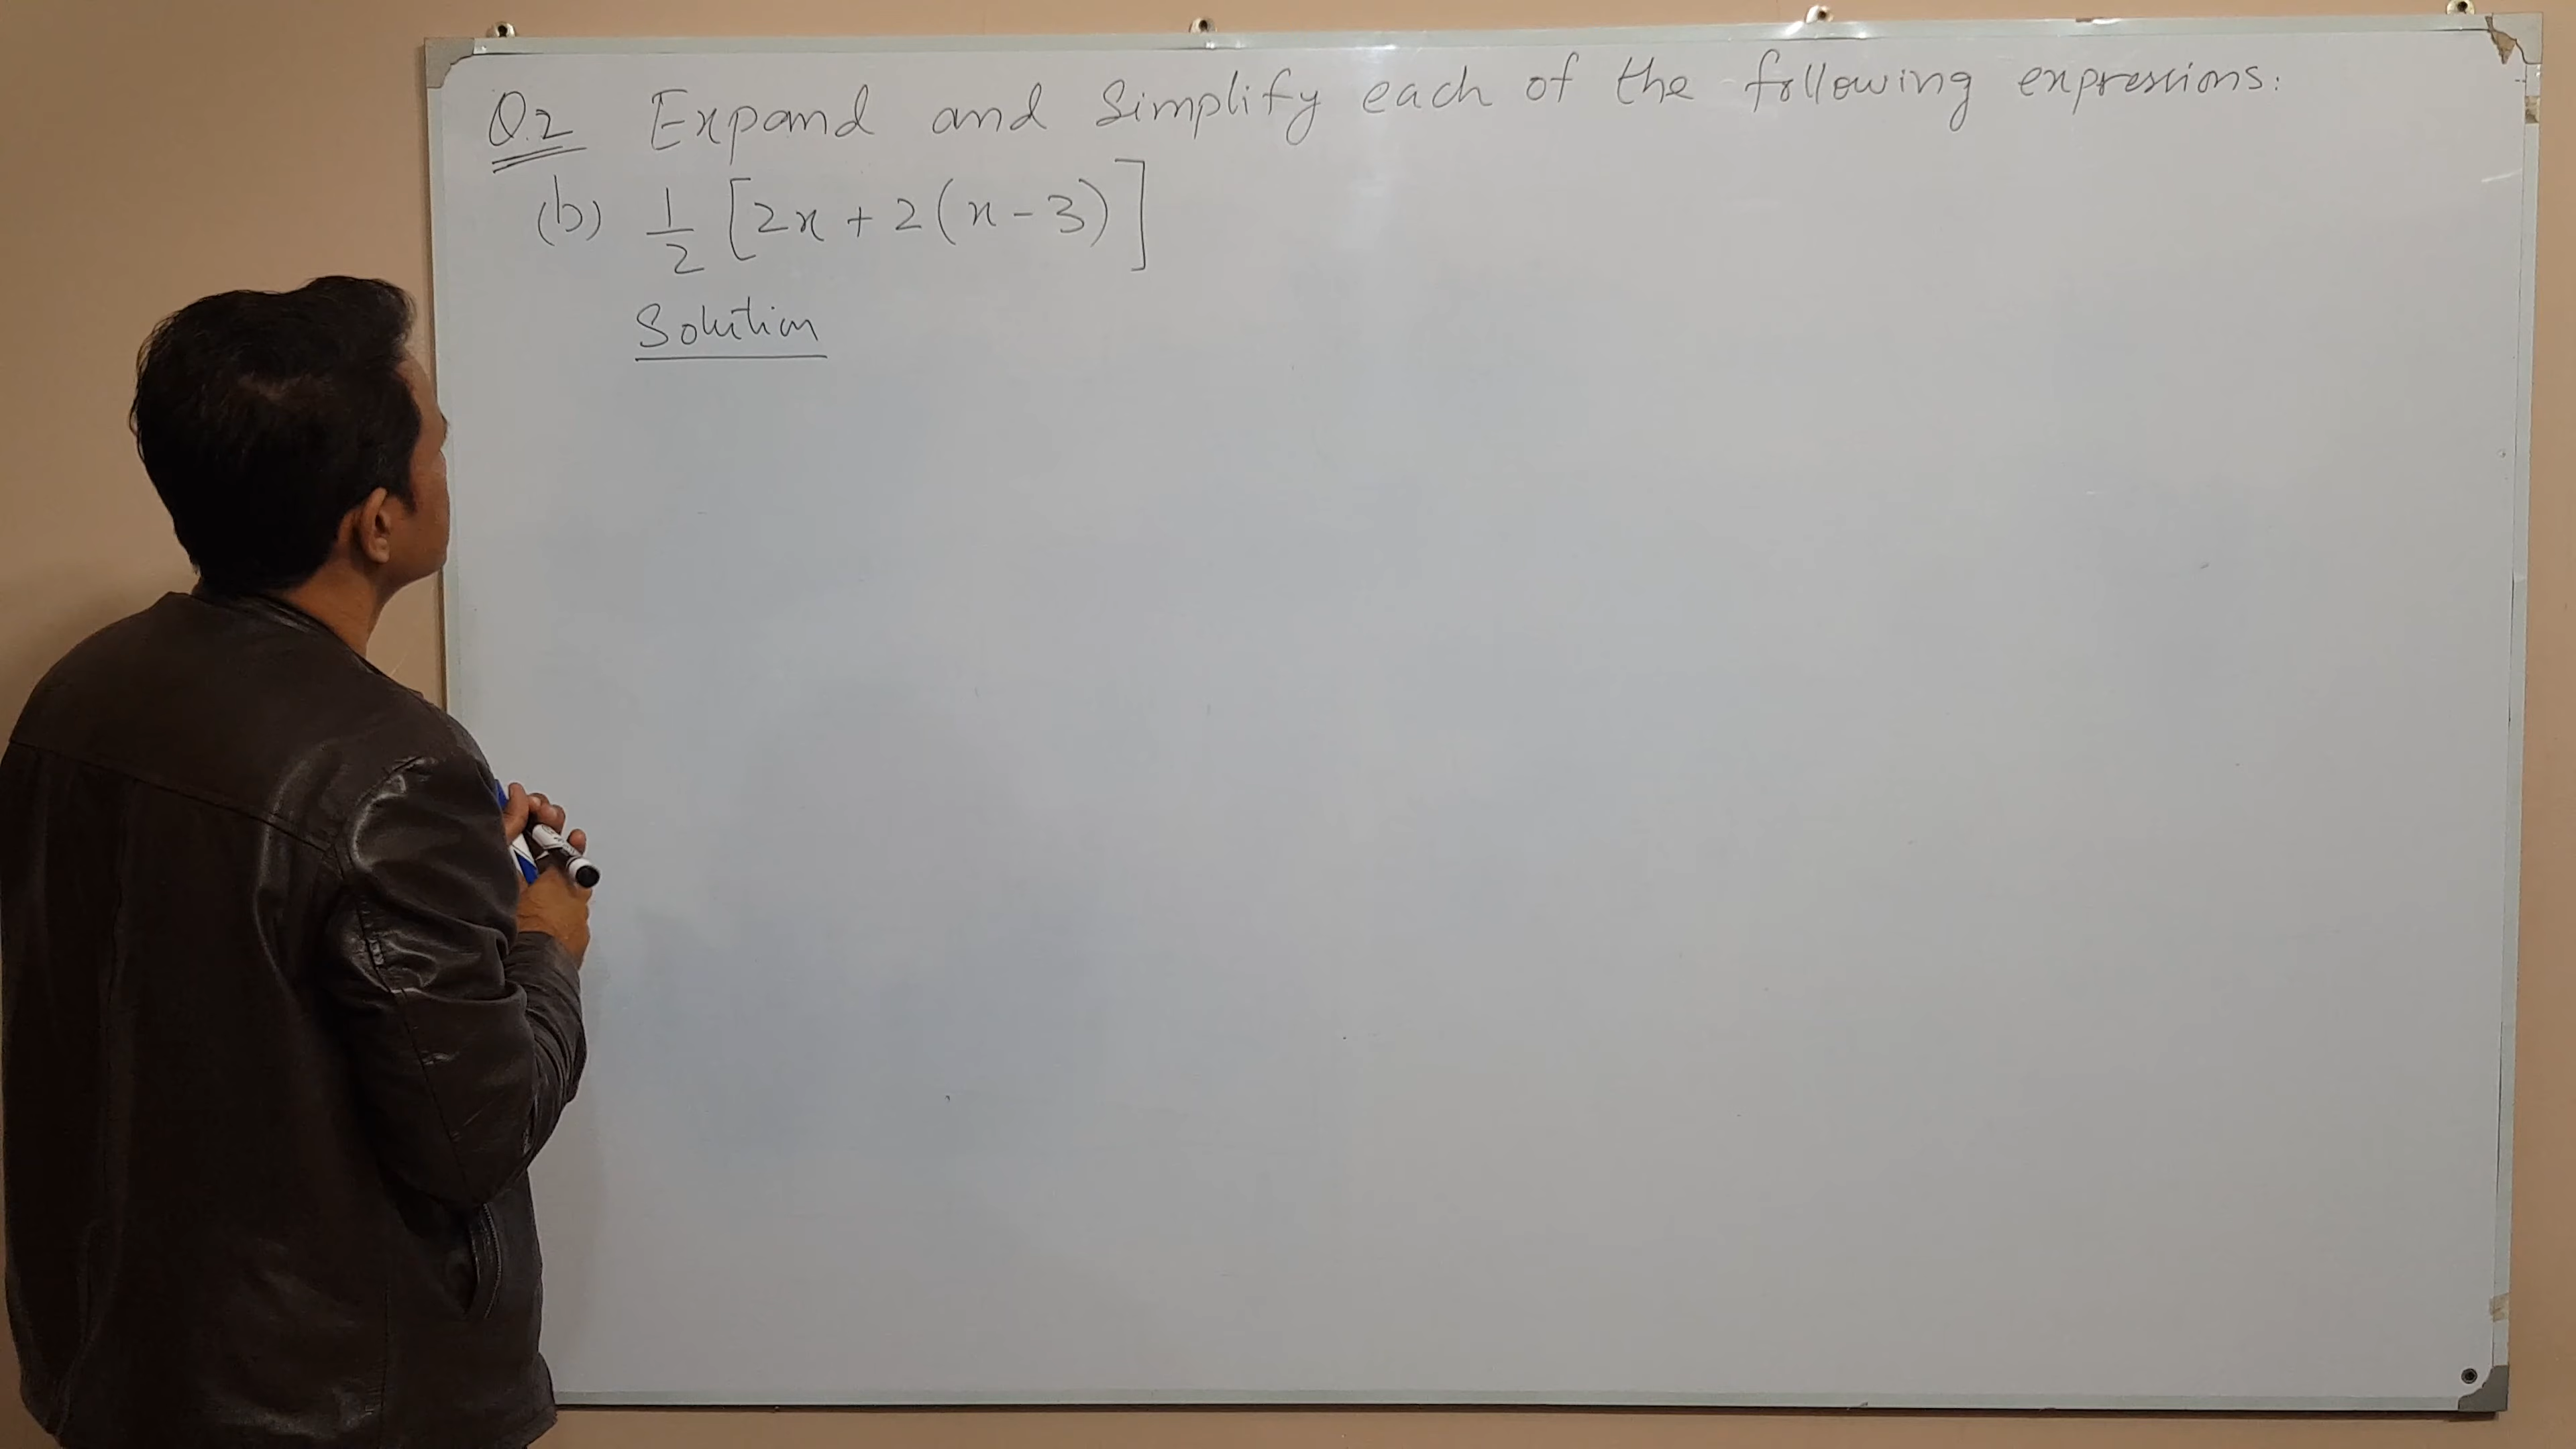 Q.2 Expand and Simplify each of the following expressions:
(b) 1/2 [2x + 2(x - 3)]
Solution